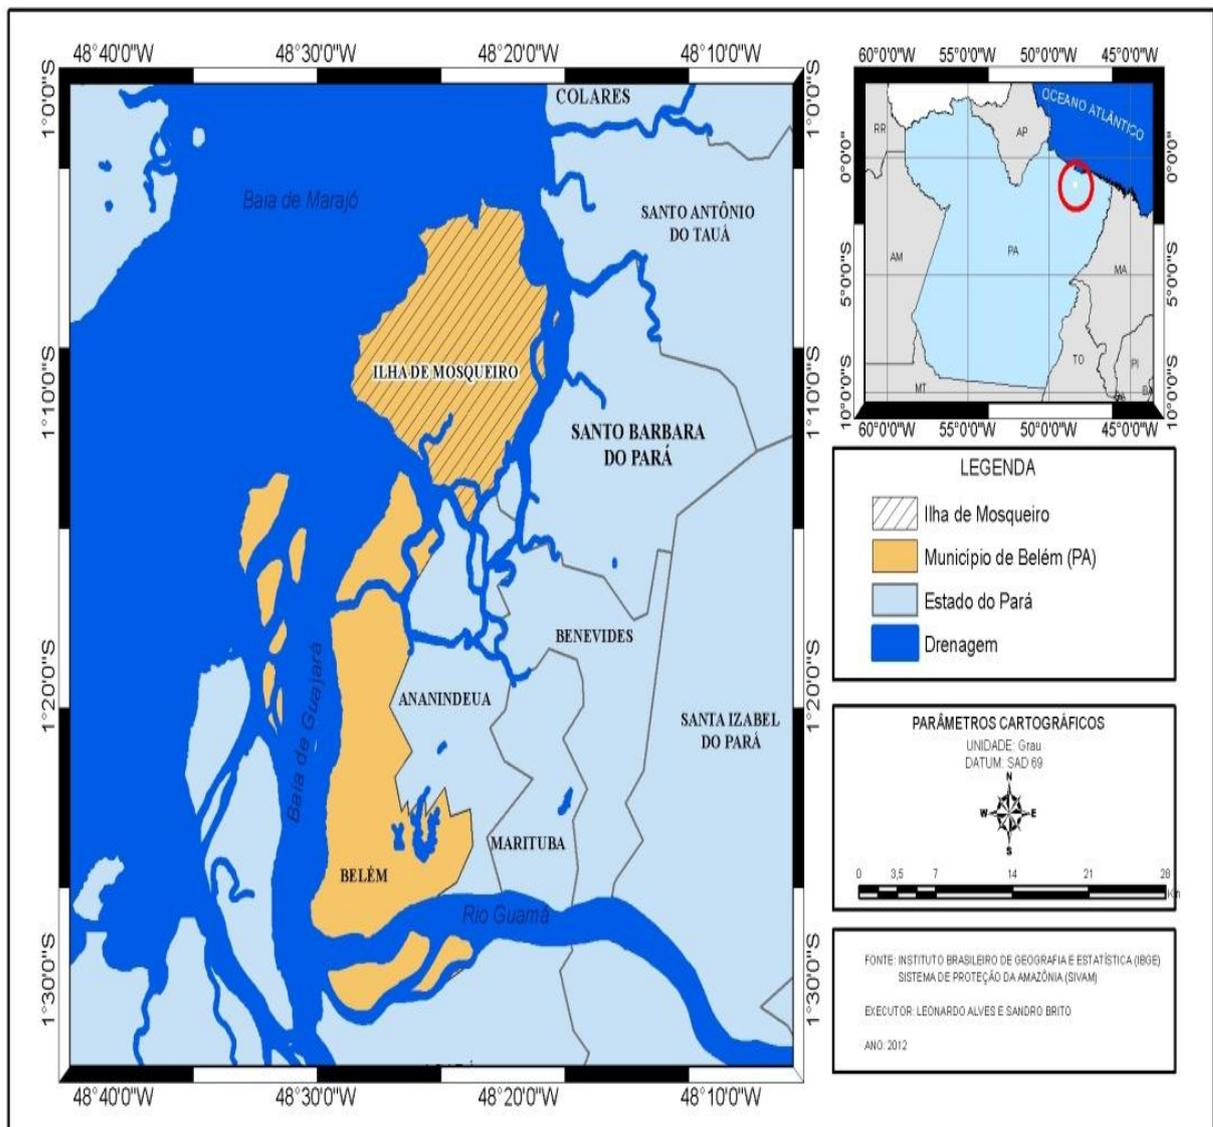 48°40'0"W 48°30'0"W 48°20'0"W 48°10'0"W
1°0'0"S 1°0'0"S
COLARES
Baia de Marajó
SANTO ANTÔNIO
DO TAUÁ
1°10'0"S 1°10'0"S
ILHA DE MOSQUEIRO
SANTO BARBARA
DO PARÁ
BENEVIDES
Baía de Guajará
ANANINDEUA
1°20'0"S 1°20'0"S
SANTA IZABEL
DO PARÁ
MARITUBA
BELÉM
Rio Guamá
1°30'0"S 1°30'0"S
48°40'0"W 48°30'0"W 48°20'0"W 48°10'0"W
60°0'0"W 55°0'0"W 50°0'0"W 45°0'0"W
OCEANO ATLÂNTICO
RR
AP
0°0'0" 0°0'0"
AM
PA
MA
5°0'0"S 5°0'0"S
TO
PI
MT
BA
10°0'0"S 10°0'0"S
60°0'0"W 55°0'0"W 50°0'0"W 45°0'0"W
LEGENDA
Ilha de Mosqueiro
Município de Belém (PA)
Estado do Pará
Drenagem
PARÂMETROS CARTOGRÁFICOS
UNIDADE: Grau
DATUM: SAD 69
N
W E
S
0 3,5 7 14 21 28
Km
FONTE: INSTITUTO BRASILEIRO DE GEOGRAFIA E ESTATÍSTICA (IBGE)
SISTEMA DE PROTEÇÃO DA AMAZÔNIA (SIVAM)
EXECUTOR: LEONARDO ALVES E SANDRO BRITO
ANO: 2012